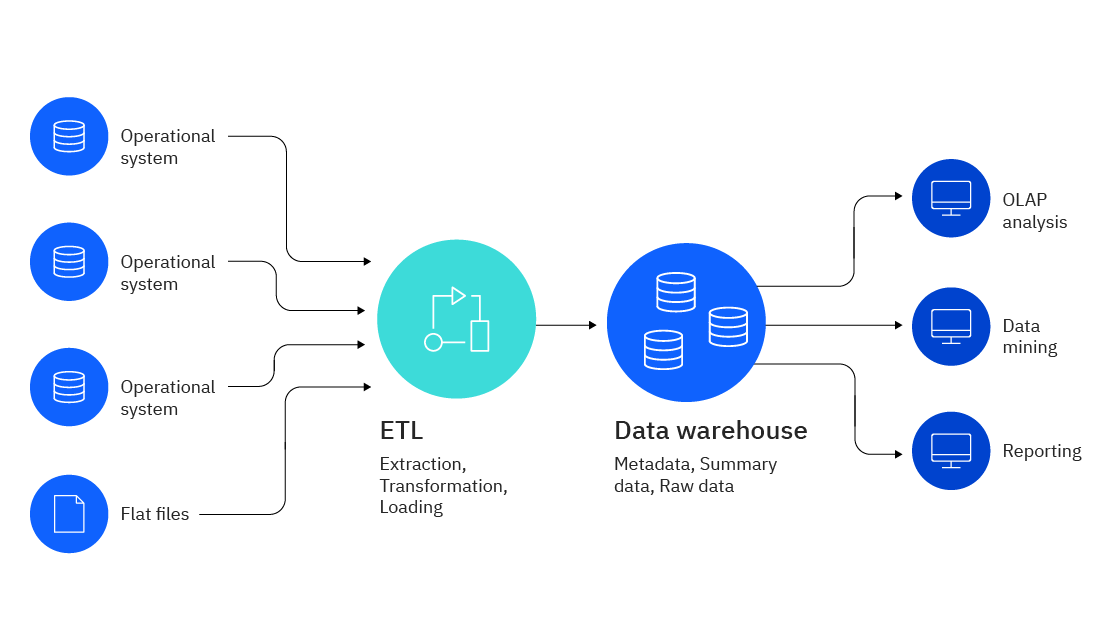 Operational
system
Operational
system
Operational
system
Flat files
ETL
Extraction,
Transformation,
Loading
Data warehouse
Metadata, Summary
data, Raw data
OLAP
analysis
Data
mining
Reporting